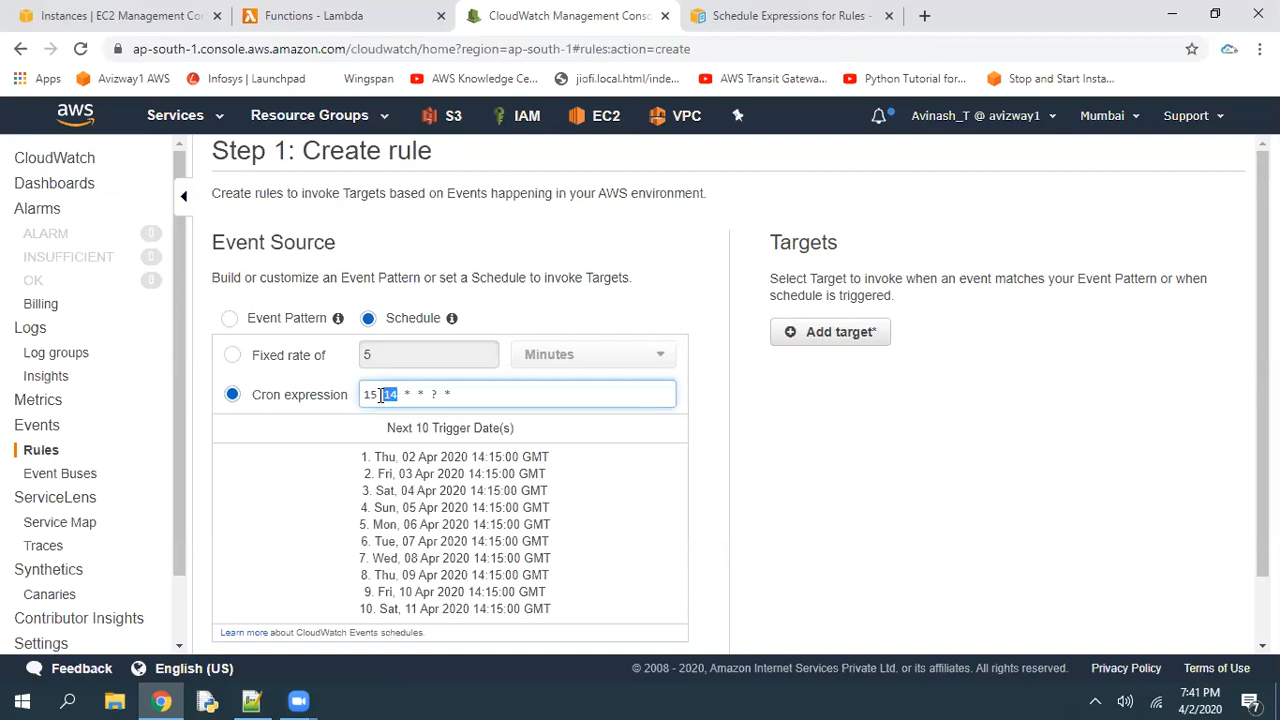 Instances | EC2 Management Co
Functions - Lambda
CloudWatch Management Conso
Schedule Expressions for Rules -
ap-south-1.console.aws.amazon.com/cloudwatch/home?region=ap-south-1#rules:action=create
Apps
Avizway1 AWS
Infosys | Launchpad
Wingspan
AWS Knowledge Ce...
jiofi.local.html/inde...
AWS Transit Gatewa...
Python Tutorial for...
Stop and Start Insta...
aws
Services
Resource Groups
S3
IAM
EC2
VPC
Avinash_T @ avizway1
Mumbai
Support
CloudWatch
Dashboards
Alarms
ALARM 0
INSUFFICIENT 0
OK 0
Billing
Logs
Log groups
Insights
Metrics
Events
Rules
Event Buses
ServiceLens
Service Map
Traces
Synthetics
Canaries
Contributor Insights
Settings
Step 1: Create rule
Create rules to invoke Targets based on Events happening in your AWS environment.
Event Source
Build or customize an Event Pattern or set a Schedule to invoke Targets.
Event Pattern
Schedule
Fixed rate of 5 Minutes
Cron expression 15 14 * * ? *
Next 10 Trigger Date(s)
1. Thu, 02 Apr 2020 14:15:00 GMT
2. Fri, 03 Apr 2020 14:15:00 GMT
3. Sat, 04 Apr 2020 14:15:00 GMT
4. Sun, 05 Apr 2020 14:15:00 GMT
5. Mon, 06 Apr 2020 14:15:00 GMT
6. Tue, 07 Apr 2020 14:15:00 GMT
7. Wed, 08 Apr 2020 14:15:00 GMT
8. Thu, 09 Apr 2020 14:15:00 GMT
9. Fri, 10 Apr 2020 14:15:00 GMT
10. Sat, 11 Apr 2020 14:15:00 GMT
Learn more about CloudWatch Events schedules.
Targets
Select Target to invoke when an event matches your Event Pattern or when
schedule is triggered.
Add target*
Feedback
English (US)
© 2008 - 2020, Amazon Internet Services Private Ltd. or its affiliates. All rights reserved.
Privacy Policy
Terms of Use
7:41 PM
4/2/2020
7